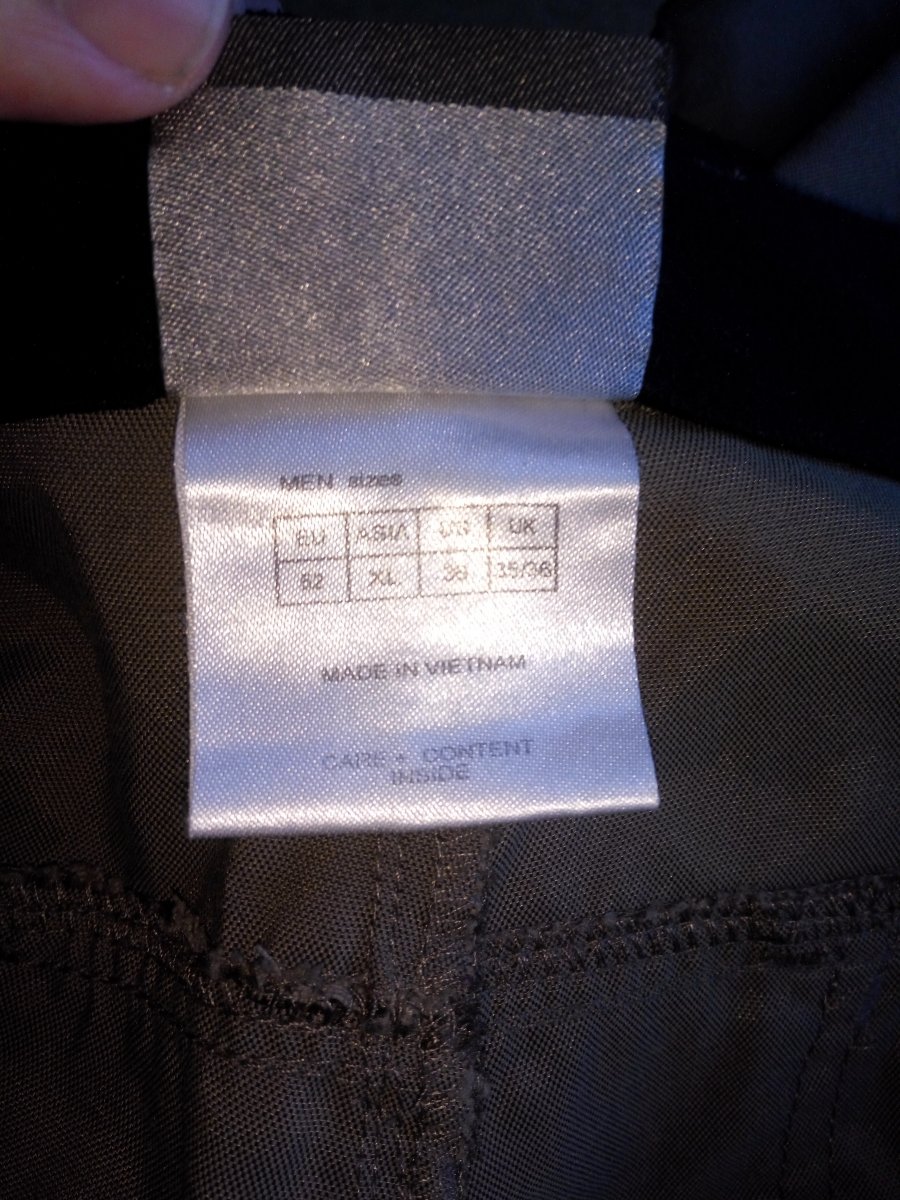 MEN sizes
EU ASIA US UK
52 XL 36 35/36
MADE IN VIETNAM
CARE + CONTENT
INSIDE